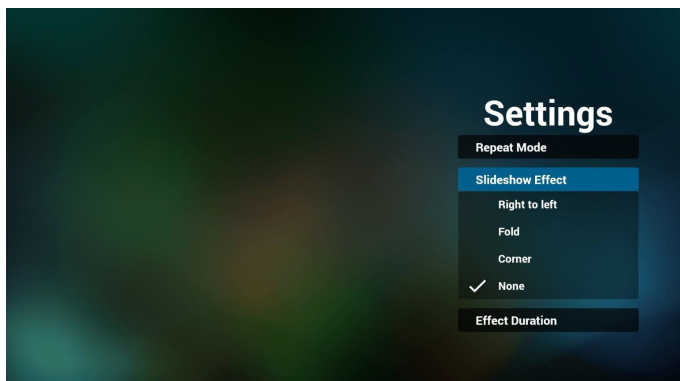 Settings
Repeat Mode
Slideshow Effect
Right to left
Fold
Corner
None
Effect Duration